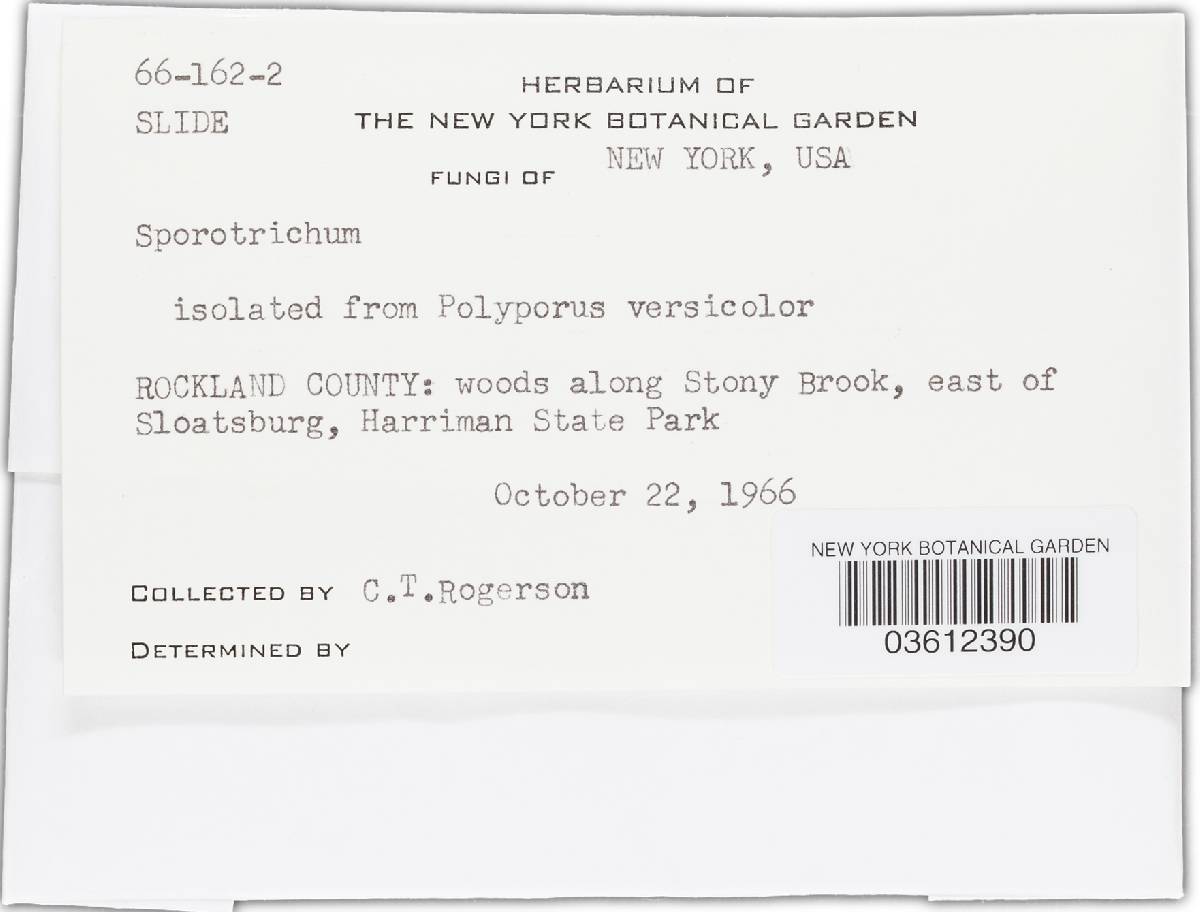 66-162-2
SLIDE
HERBARIUM OF
THE NEW YORK BOTANICAL GARDEN
FUNGI OF NEW YORK, USA
Sporotrichum
isolated from Polyporus versicolor
ROCKLAND COUNTY: woods along Stony Brook, east of
Sloatsburg, Harriman State Park
October 22, 1966
COLLECTED BY C.T.Rogerson
DETERMINED BY
NEW YORK BOTANICAL GARDEN
03612390